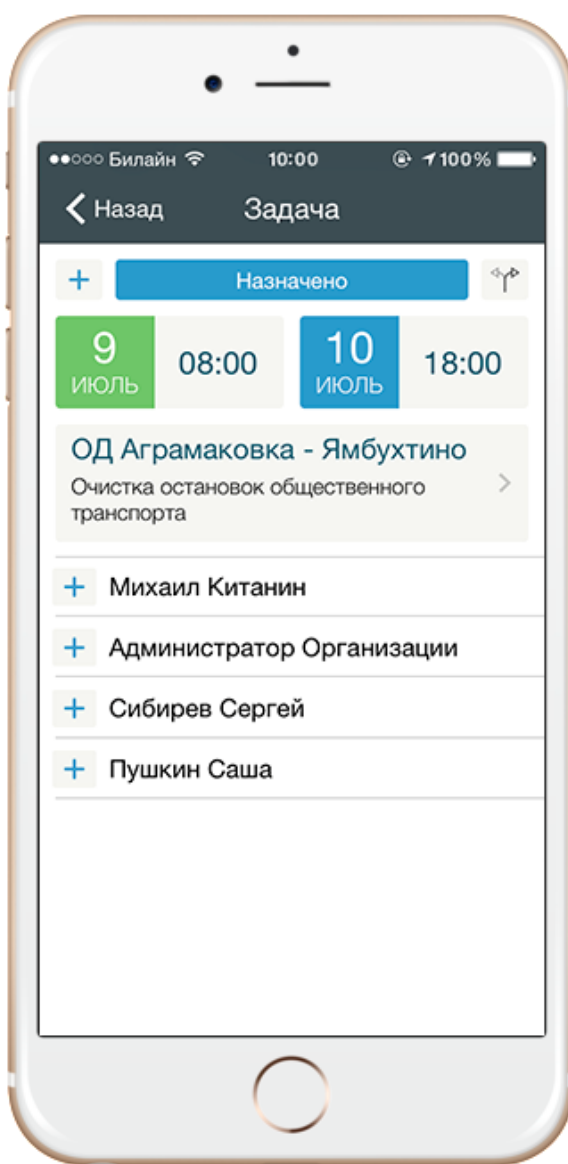 Билайн 10:00 100%
Назад Задача
+ Назначено
9 ИЮЛЬ 08:00 10 ИЮЛЬ 18:00
ОД Аграмаковка - Ямбухтино
Очистка остановок общественного
транспорта
+ Михаил Китанин
+ Администратор Организации
+ Сибирев Сергей
+ Пушкин Саша